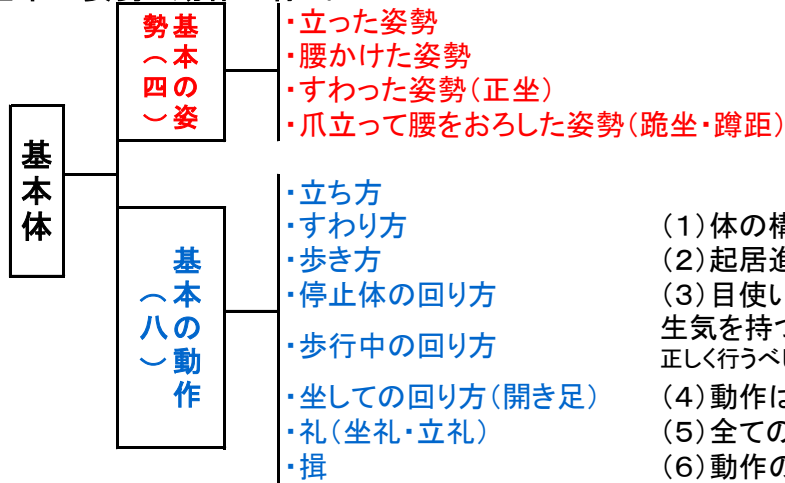 基本体
基本の姿勢（四）
・立った姿勢
・腰かけた姿勢
・すわった姿勢（正坐）
・爪立って腰をおろした姿勢（跪坐・蹲踞）
基本の動作（八）
・立ち方
・すわり方
・歩き方
・停止体の回り方
・歩行中の回り方
・坐しての回り方（開き足）
・礼（坐礼・立礼）
・揖
（１）体の構
（２）起居進
（３）目使い
生気を持つ
正しく行うべし
（４）動作は
（５）全ての
（６）動作の